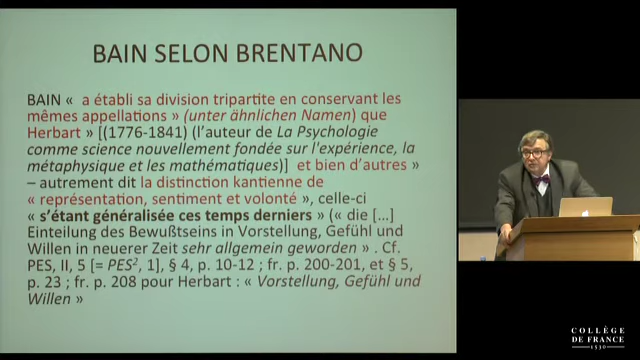 BAIN SELON BRENTANO
BAIN « a établi sa division tripartite en conservant les
mêmes appellations » (unter ähnlichen Namen) que
Herbart » [(1776-1841) (l'auteur de La Psychologie
comme science nouvellement fondée sur l'expérience, la
métaphysique et les mathématiques)] et bien d'autres »
– autrement dit la distinction kantienne de
« représentation, sentiment et volonté », celle-ci
« s'étant généralisée ces temps derniers » (« die […]
Einteilung des Bewußtseins in Vorstellung, Gefühl und
Willen in neuerer Zeit sehr allgemein geworden » . Cf.
PES, II, 5 [= PES², 1], § 4, p. 10-12 ; fr. p. 200-201, et § 5,
p. 23 ; fr. p. 208 pour Herbart : « Vorstellung, Gefühl und
Willen »
COLLÈGE
DE FRANCE
1530